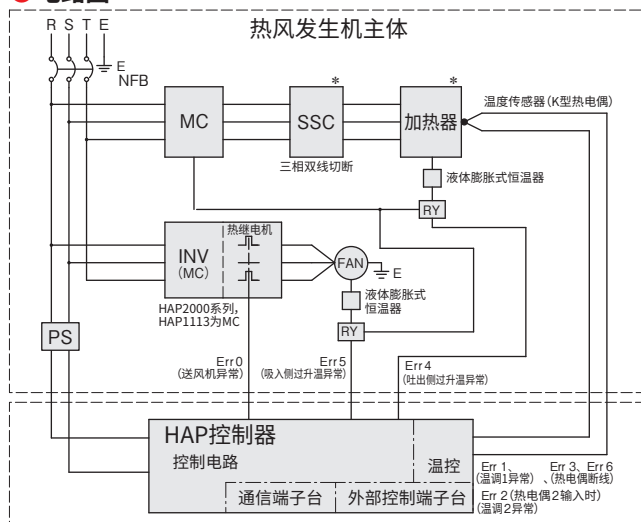 R S T E
热风发生机主体
E
NFB
*
*
MC
SSC
加热器
温度传感器(K型热电偶)
三相双线切断
液体膨胀式恒温器
RY
热继电机
INV
(MC)
FAN
E
HAP2000系列，
HAP1113为MC
液体膨胀式
恒温器
RY
PS
Err 0
(送风机异常)
Err 5
(吸入侧过升温异常)
Err 4
(吐出侧过升温异常)
HAP控制器
控制电路
温控
通信端子台
外部控制端子台
Err 1、
(温调1异常)
Err 3、Err 6
、(热电偶断线)
Err 2(热电偶2输入时)
(温调2异常)